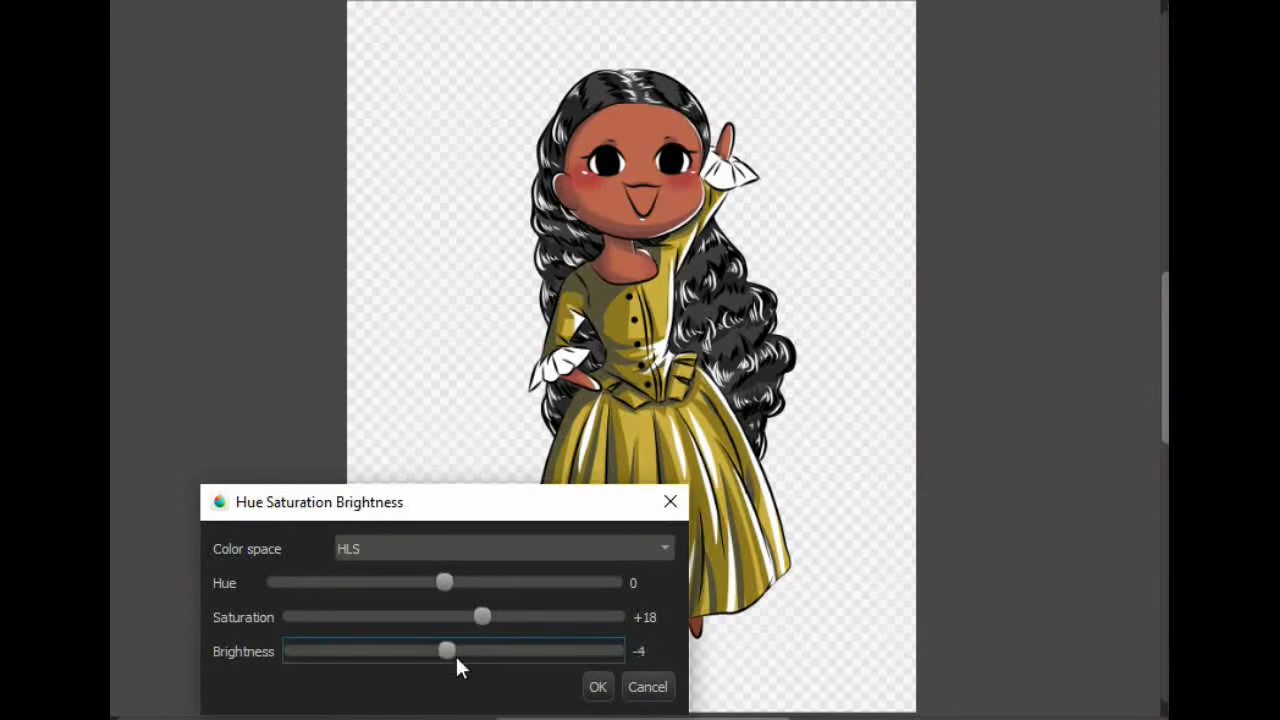 Hue Saturation Brightness
Color space HLS
Hue 0
Saturation +18
Brightness -4
OK Cancel